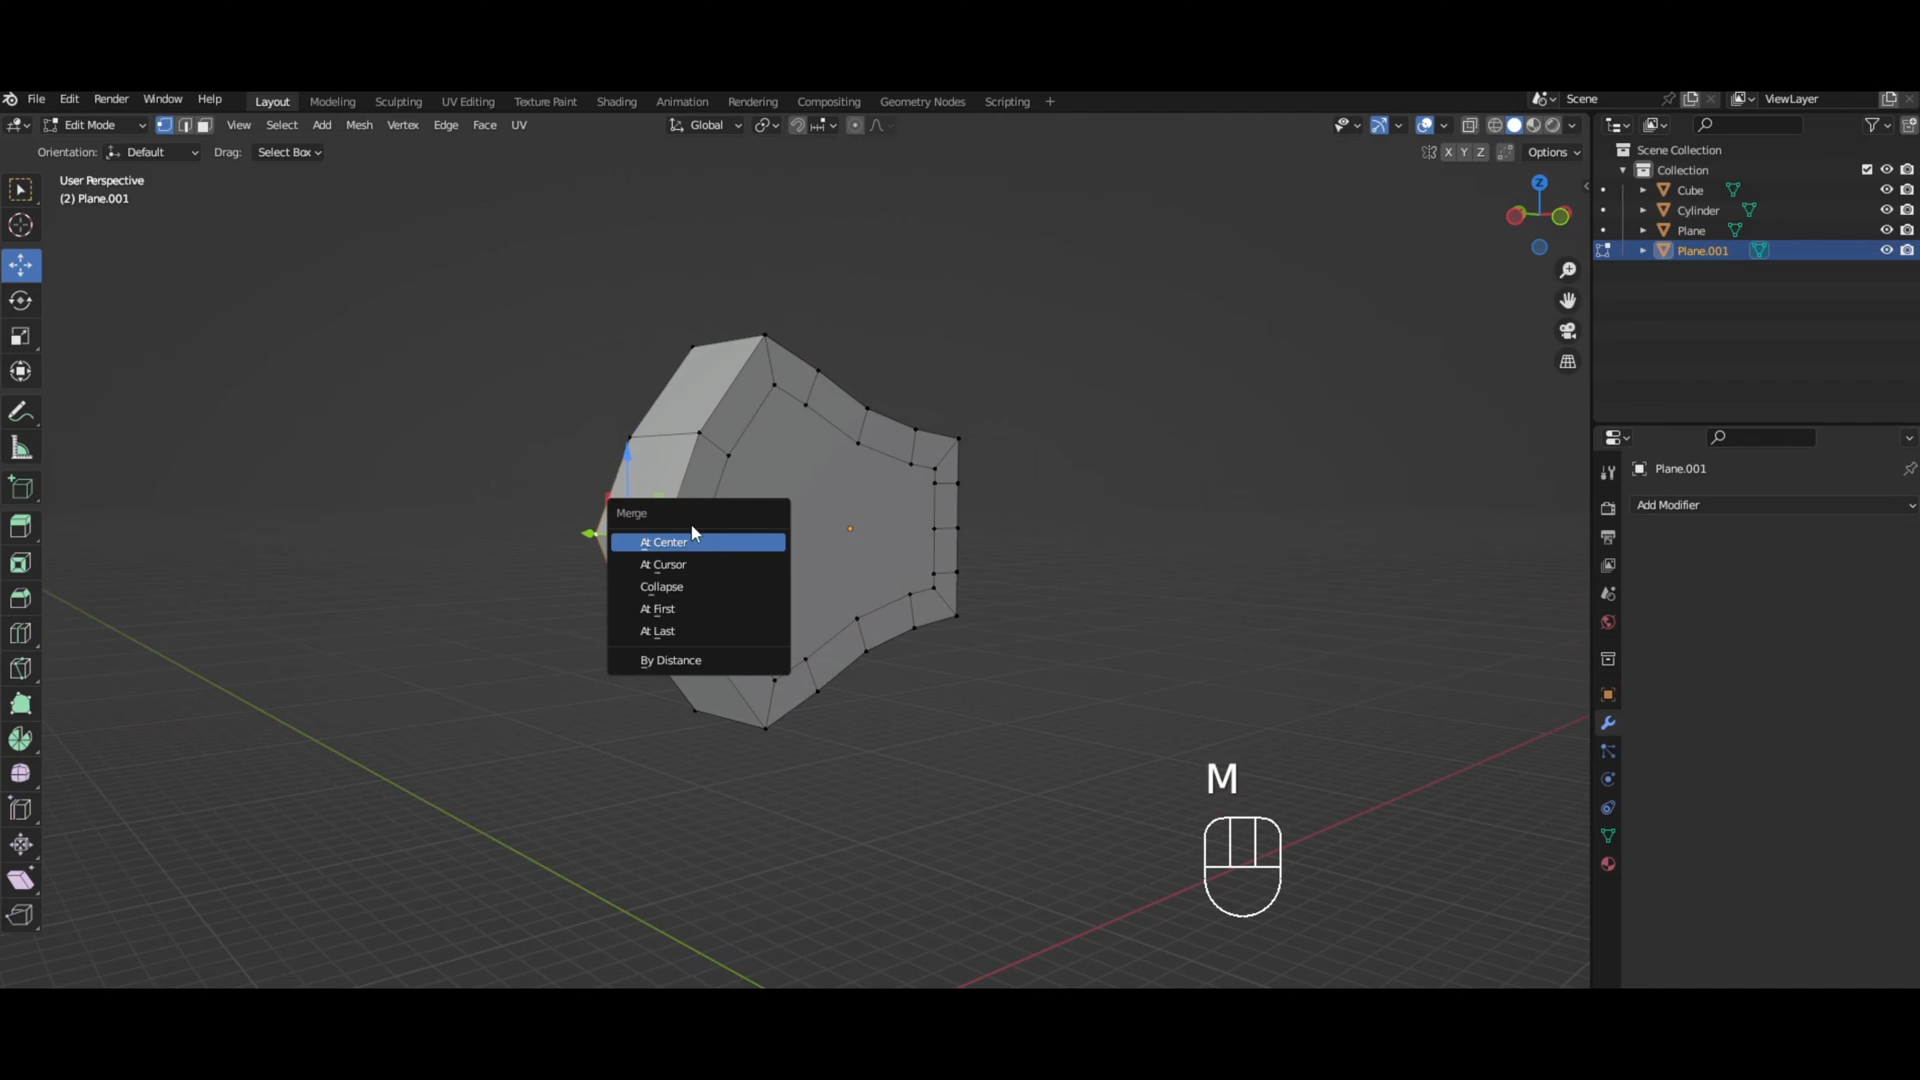 File Edit Render Window Help Layout Modeling Sculpting UV Editing Texture Paint Shading Animation Rendering Compositing Geometry Nodes Scripting + Scene ViewLayer
Edit Mode View Select Add Mesh Vertex Edge Face UV Global
Orientation: Default Drag: Select Box X Y Z Options
User Perspective
(2) Plane.001
Z
Scene Collection
Collection
Cube
Cylinder
Plane
Plane.001
Plane.001
Add Modifier
Merge
At Center
At Cursor
Collapse
At First
At Last
By Distance
M